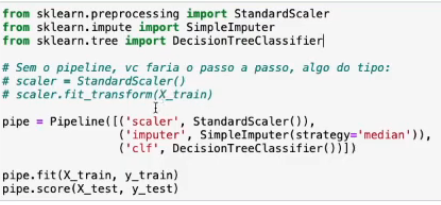 from sklearn.preprocessing import StandardScaler
from sklearn.impute import SimpleImputer
from sklearn.tree import DecisionTreeClassifier
# Sem o pipeline, vc faria o passo a passo, algo do tipo:
# scaler = StandardScaler()
# scaler.fit_transform(X_train)
pipe = Pipeline([('scaler', StandardScaler()),
('imputer', SimpleImputer(strategy='median')),
('clf', DecisionTreeClassifier())])
pipe.fit(X_train, y_train)
pipe.score(X_test, y_test)